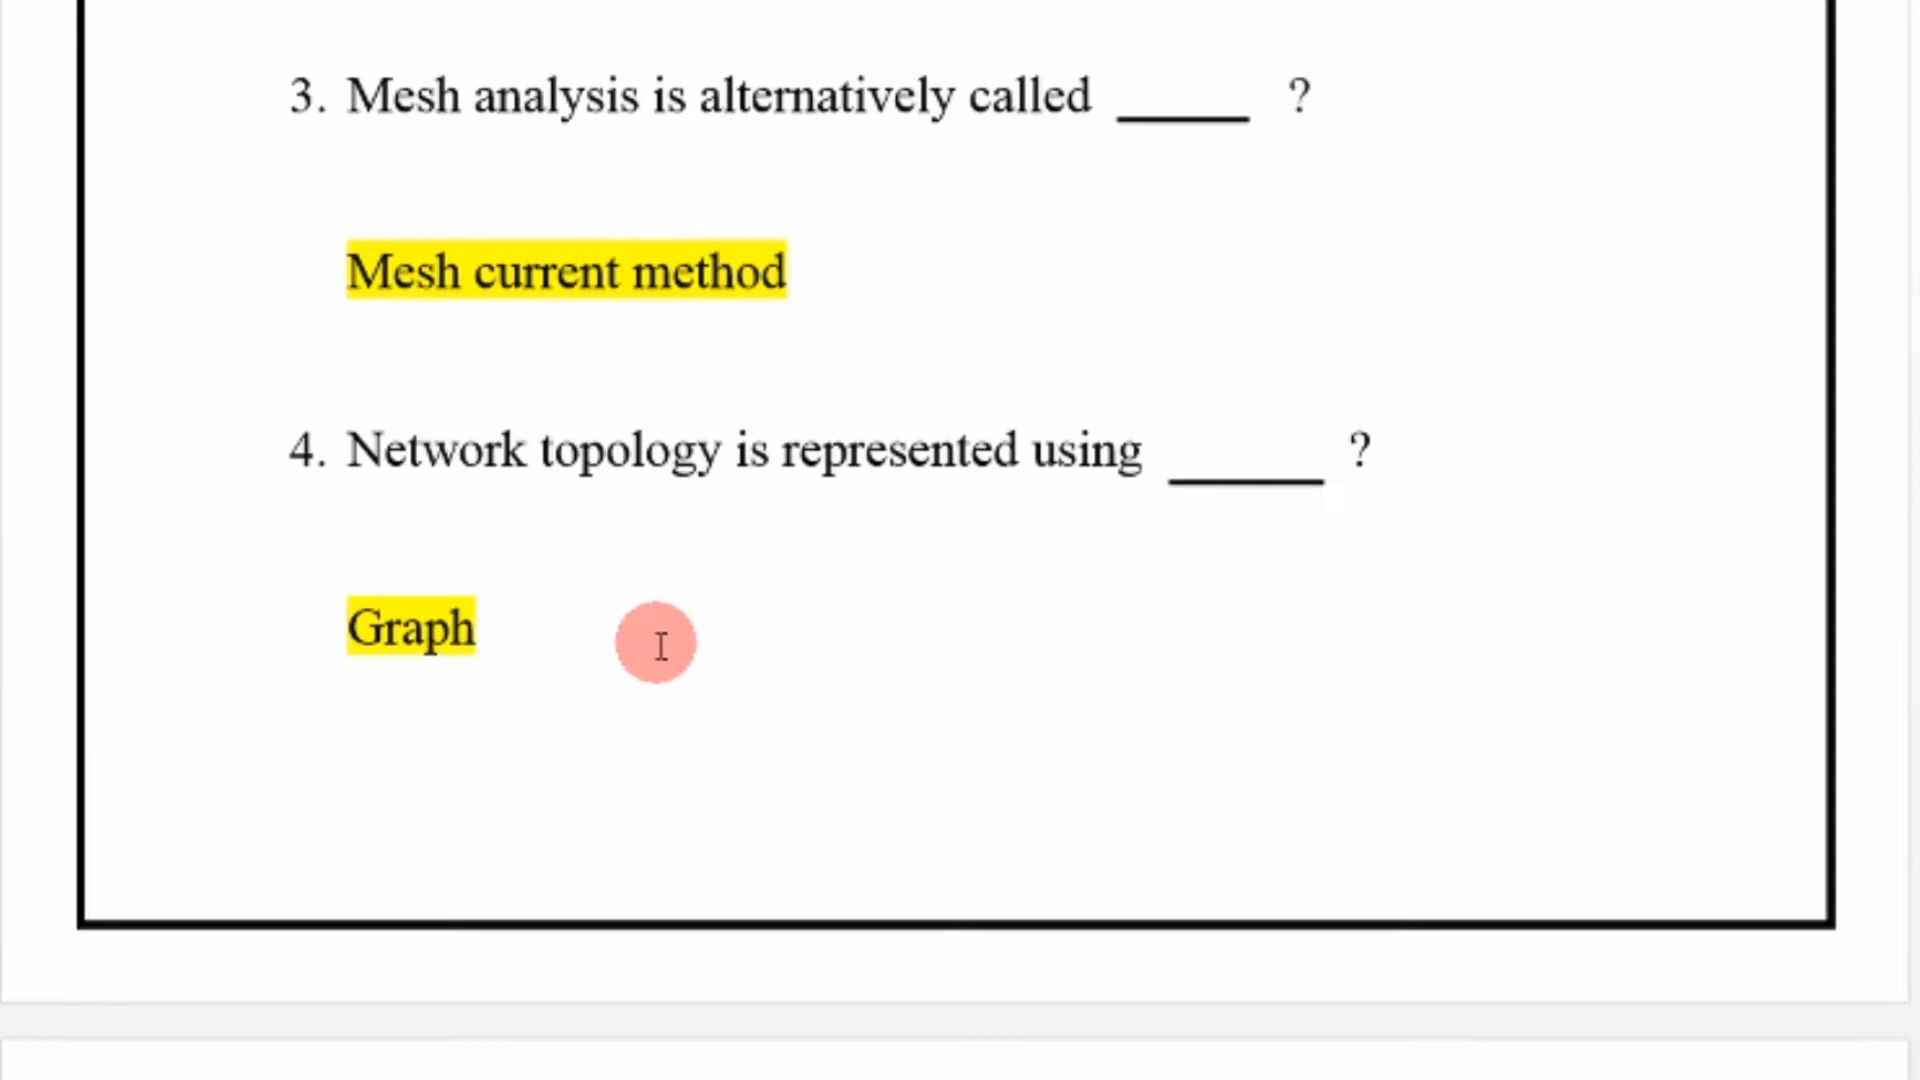 3. Mesh analysis is alternatively called _____ ?
Mesh current method
4. Network topology is represented using ______ ?
Graph